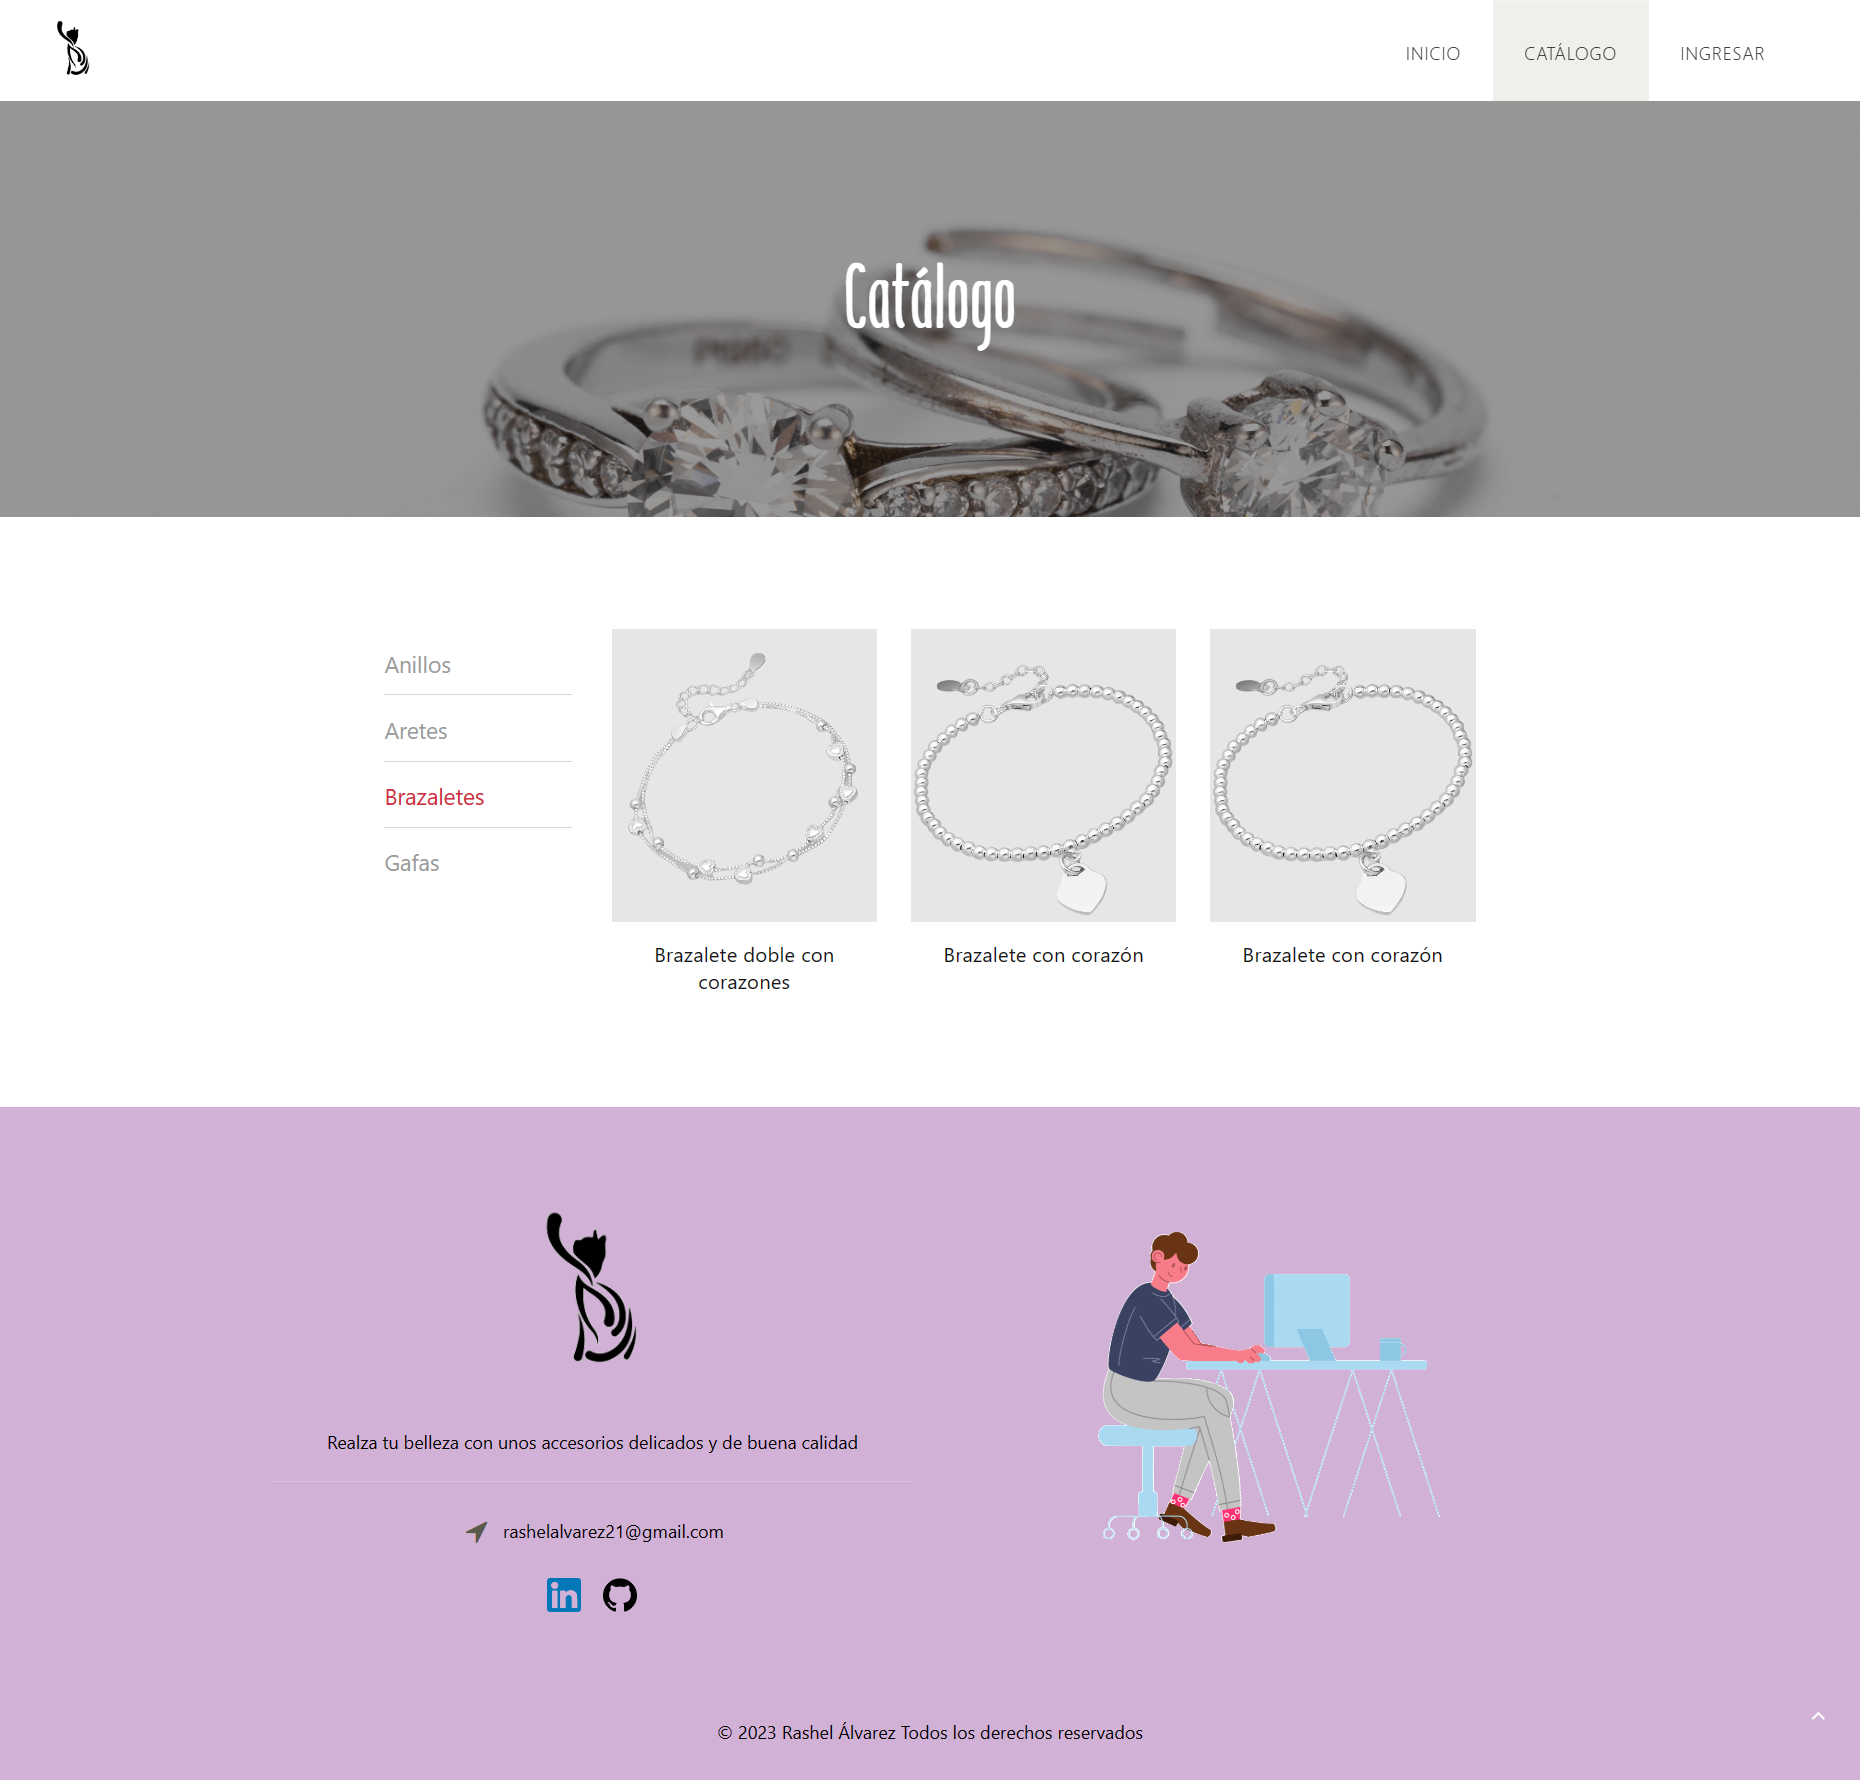 INICIO
CATÁLOGO
INGRESAR
Catálogo
Anillos
Aretes
Brazaletes
Gafas
Brazalete doble con
corazones
Brazalete con corazón
Brazalete con corazón
Realza tu belleza con unos accesorios delicados y de buena calidad
rashelalvarez21@gmail.com
in
© 2023 Rashel Álvarez Todos los derechos reservados